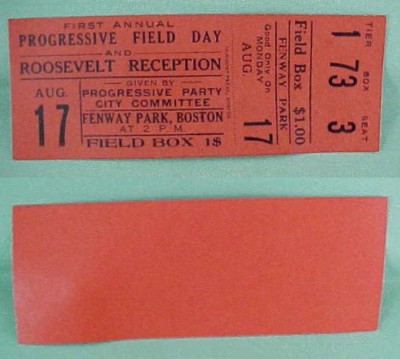 FIRST ANNUAL
PROGRESSIVE FIELD DAY
AND
ROOSEVELT RECEPTION
AUG.
17
GIVEN BY
PROGRESSIVE PARTY
CITY COMMITTEE
FENWAY PARK, BOSTON
AT 2 P.M.
FIELD BOX 1$
Good Only On
MONDAY
AUG.
17
FENWAY PARK
Field Box $1.00
TIER
1
BOX
73
SEAT
3